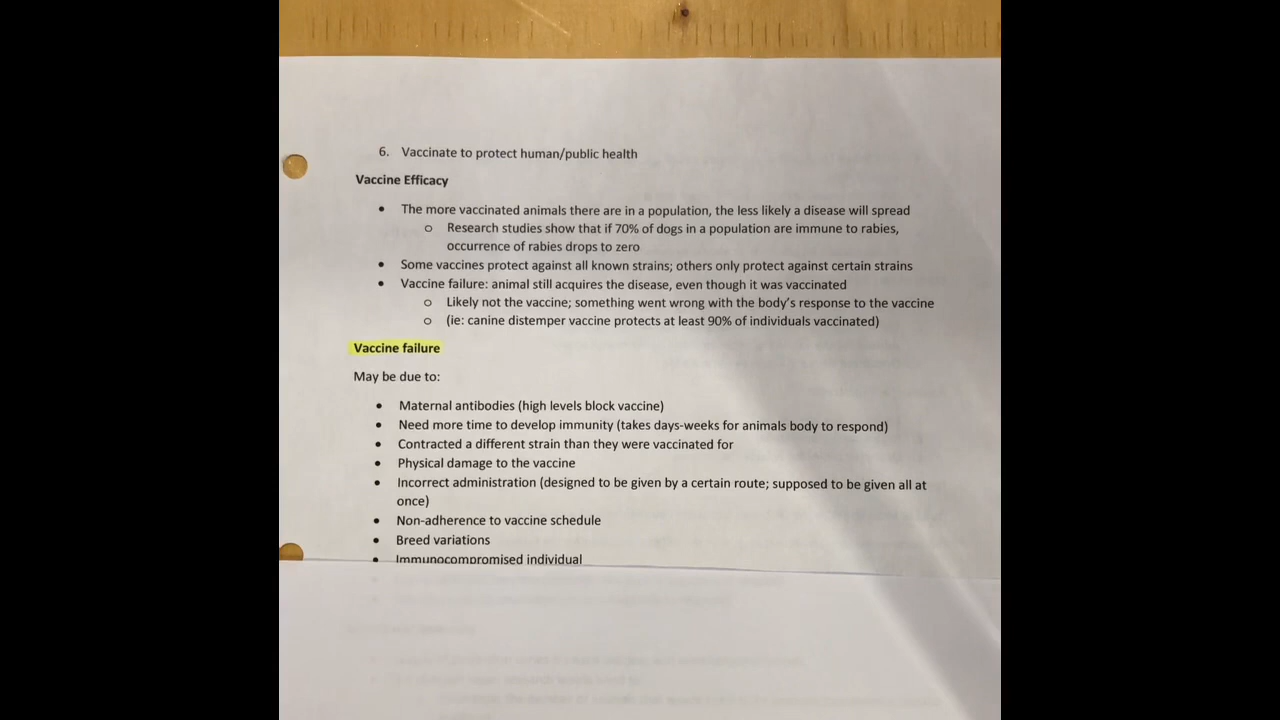 6. Vaccinate to protect human/public health
Vaccine Efficacy
• The more vaccinated animals there are in a population, the less likely a disease will spread
o Research studies show that if 70% of dogs in a population are immune to rabies,
occurrence of rabies drops to zero
• Some vaccines protect against all known strains; others only protect against certain strains
• Vaccine failure: animal still acquires the disease, even though it was vaccinated
o Likely not the vaccine; something went wrong with the body's response to the vaccine
o (ie: canine distemper vaccine protects at least 90% of individuals vaccinated)
Vaccine failure
May be due to:
• Maternal antibodies (high levels block vaccine)
• Need more time to develop immunity (takes days-weeks for animals body to respond)
• Contracted a different strain than they were vaccinated for
• Physical damage to the vaccine
• Incorrect administration (designed to be given by a certain route; supposed to be given all at
once)
• Non-adherence to vaccine schedule
• Breed variations
• Immunocompromised individual